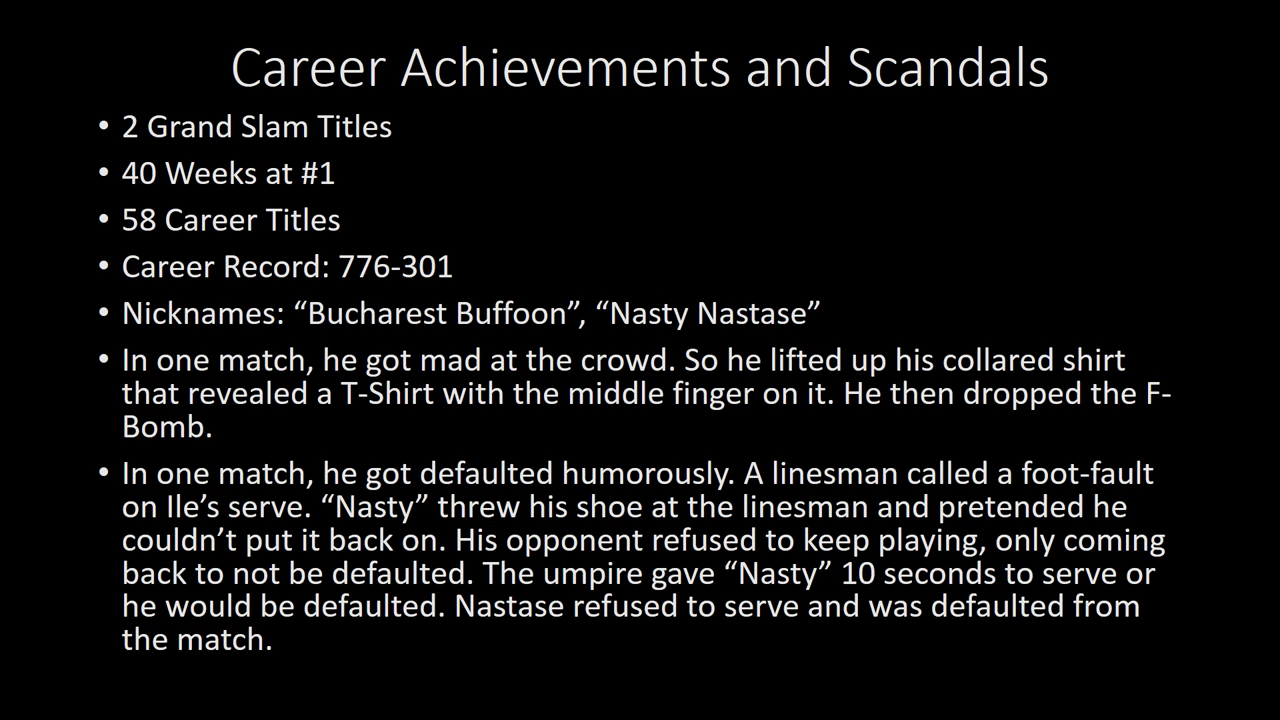 Career Achievements and Scandals
• 2 Grand Slam Titles
• 40 Weeks at #1
• 58 Career Titles
• Career Record: 776-301
• Nicknames: “Bucharest Buffoon”, “Nasty Nastase”
• In one match, he got mad at the crowd. So he lifted up his collared shirt
that revealed a T-Shirt with the middle finger on it. He then dropped the F-
Bomb.
• In one match, he got defaulted humorously. A linesman called a foot-fault
on Ile’s serve. “Nasty” threw his shoe at the linesman and pretended he
couldn’t put it back on. His opponent refused to keep playing, only coming
back to not be defaulted. The umpire gave “Nasty” 10 seconds to serve or
he would be defaulted. Nastase refused to serve and was defaulted from
the match.